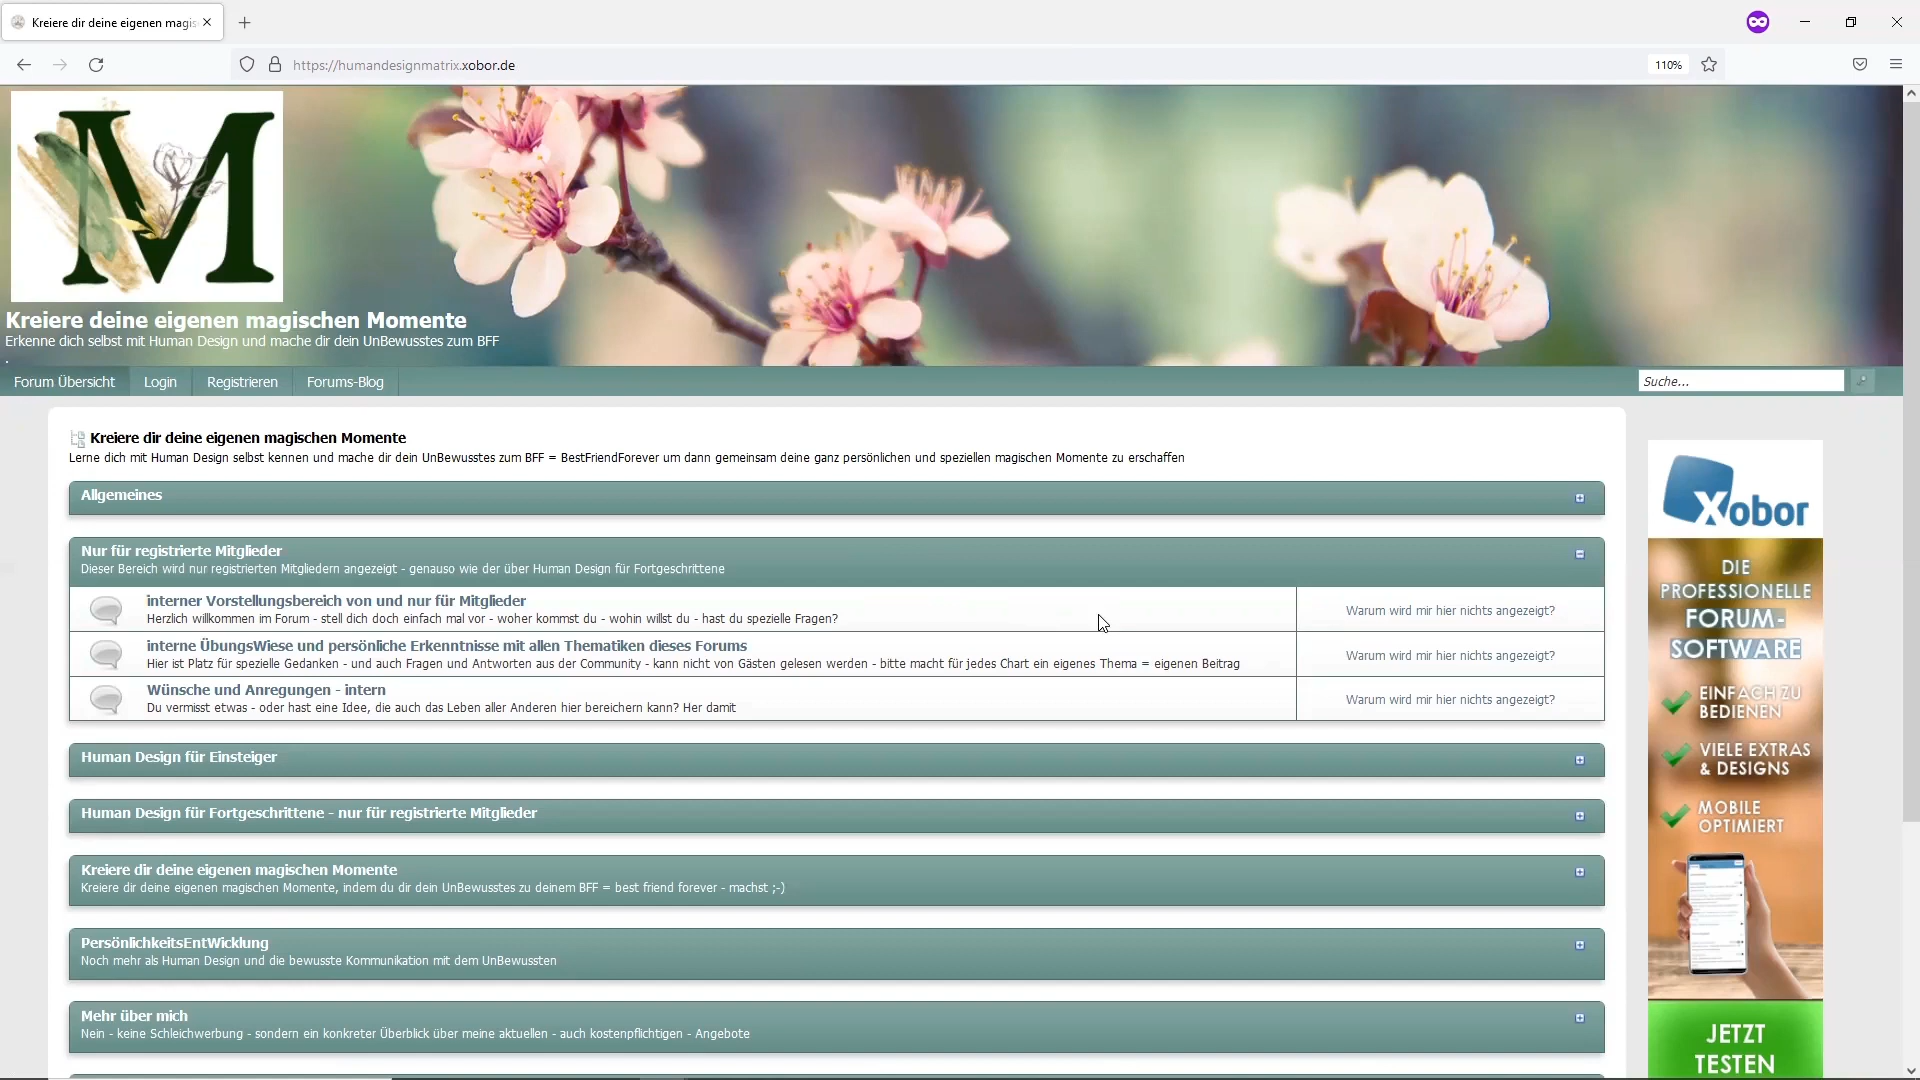 Kreiere dir deine eigenen magis
https://humandesignmatrix.xobor.de
110%
M
Kreiere deine eigenen magischen Momente
Erkenne dich selbst mit Human Design und mache dir dein UnBewusstes zum BFF
.
Forum Übersicht
Login
Registrieren
Forums-Blog
Suche...
Kreiere dir deine eigenen magischen Momente
Lerne dich mit Human Design selbst kennen und mache dir dein UnBewusstes zum BFF = BestFriendForever um dann gemeinsam deine ganz persönlichen und speziellen magischen Momente zu erschaffen
Allgemeines
Nur für registrierte Mitglieder
Dieser Bereich wird nur registrierten Mitgliedern angezeigt - genauso wie der über Human Design für Fortgeschrittene
interner Vorstellungsbereich von und nur für Mitglieder
Herzlich willkommen im Forum - stell dich doch einfach mal vor - woher kommst du - wohin willst du - hast du spezielle Fragen?
Warum wird mir hier nichts angezeigt?
interne ÜbungsWiese und persönliche Erkenntnisse mit allen Thematiken dieses Forums
Hier ist Platz für spezielle Gedanken - und auch Fragen und Antworten aus der Community - kann nicht von Gästen gelesen werden - bitte macht für jedes Chart ein eigenes Thema = eigenen Beitrag
Warum wird mir hier nichts angezeigt?
Wünsche und Anregungen - intern
Du vermisst etwas - oder hast eine Idee, die auch das Leben aller Anderen hier bereichern kann? Her damit
Warum wird mir hier nichts angezeigt?
Human Design für Einsteiger
Human Design für Fortgeschrittene - nur für registrierte Mitglieder
Kreiere dir deine eigenen magischen Momente
Kreiere dir deine eigenen magischen Momente, indem du dir dein UnBewusstes zu deinem BFF = best friend forever - machst ;-)
PersönlichkeitsEntWicklung
Noch mehr als Human Design und die bewusste Kommunikation mit dem UnBewussten
Mehr über mich
Nein - keine Schleichwerbung - sondern ein konkreter Überblick über meine aktuellen - auch kostenpflichtigen - Angebote
Xobor
DIE
PROFESSIONELLE
FORUM-
SOFTWARE
EINFACH ZU
BEDIENEN
VIELE EXTRAS
& DESIGNS
MOBILE
OPTIMIERT
JETZT
TESTEN